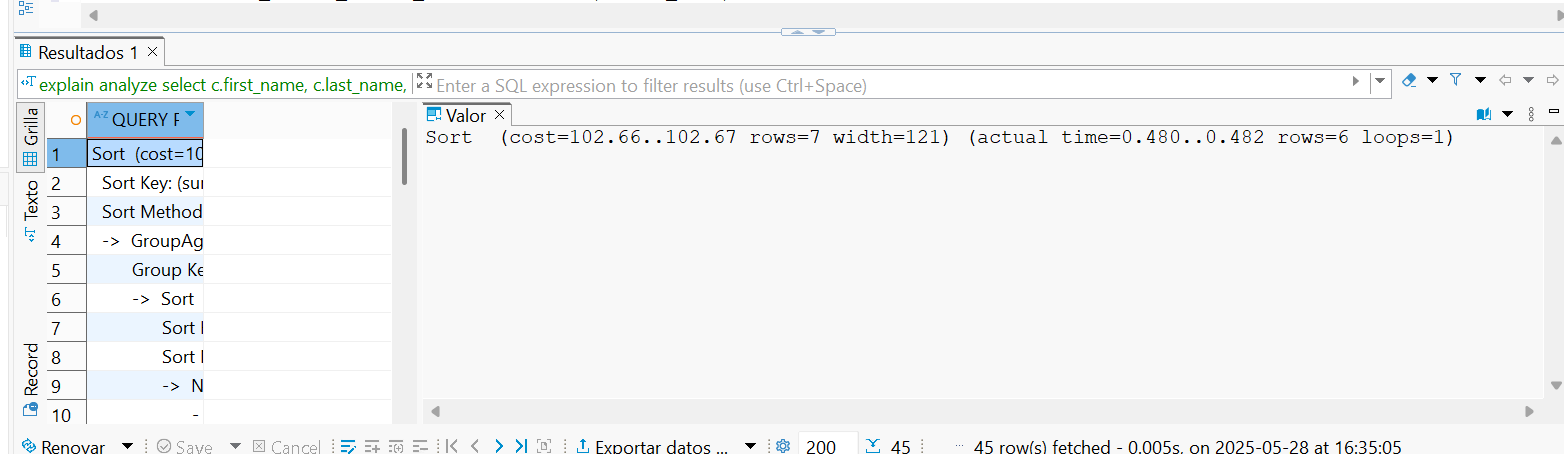 Resultados 1
explain analyze select c.first_name, c.last_name,
Enter a SQL expression to filter results (use Ctrl+Space)
Grilla
Texto
Record
A-Z QUERY P
1 Sort (cost=10
2 Sort Key: (su
3 Sort Method
4 -> GroupAg
5 Group Ke
6 -> Sort
7 Sort
8 Sort
9 -> N
10 -
Valor
Sort (cost=102.66..102.67 rows=7 width=121) (actual time=0.480..0.482 rows=6 loops=1)
Renovar Save Cancel Exportar datos ... 200 45 45 row(s) fetched - 0.005s, on 2025-05-28 at 16:35:05